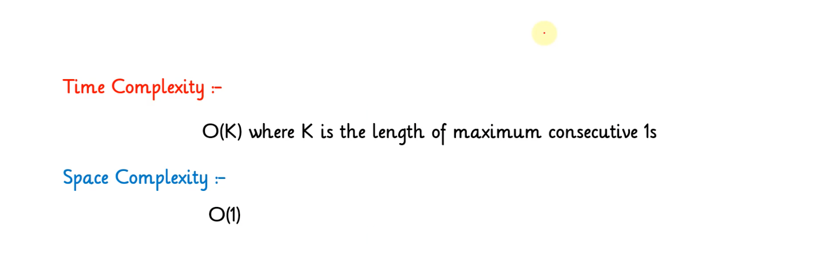 Time Complexity :-
O(K) where K is the length of maximum consecutive 1s
Space Complexity :-
O(1)